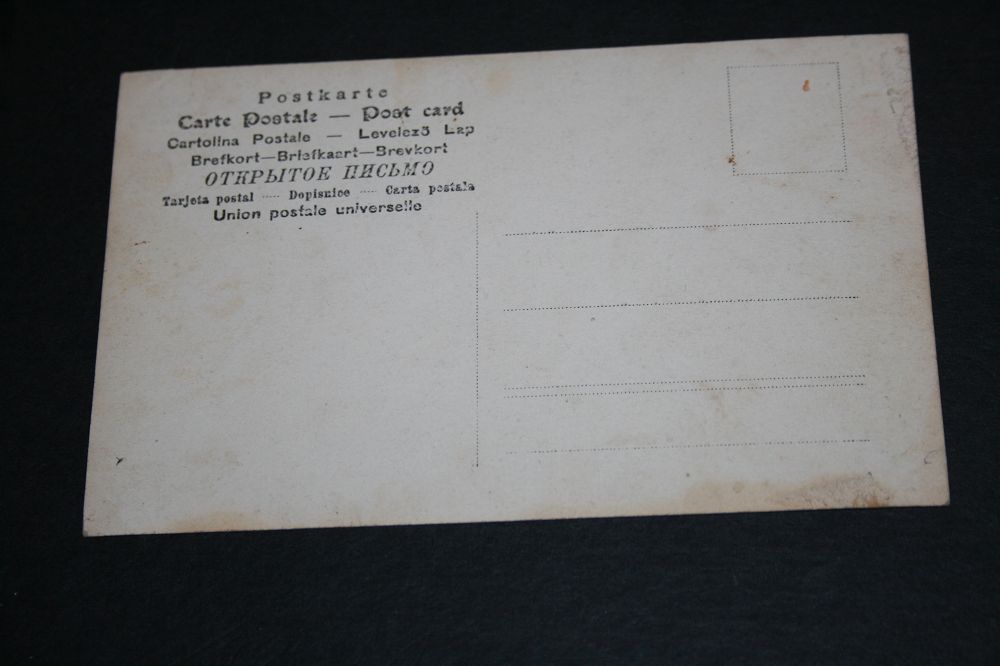 Postkarte
Carte Postale — Post card
Cartolina Postale — Levelező Lap
Brefkort—Briefkaart—Brevkort
ОТКРЫТОЕ ПИСЬМО
Tarjeta postal ..... Dopisnice ..... Carta postala
Union postale universelle